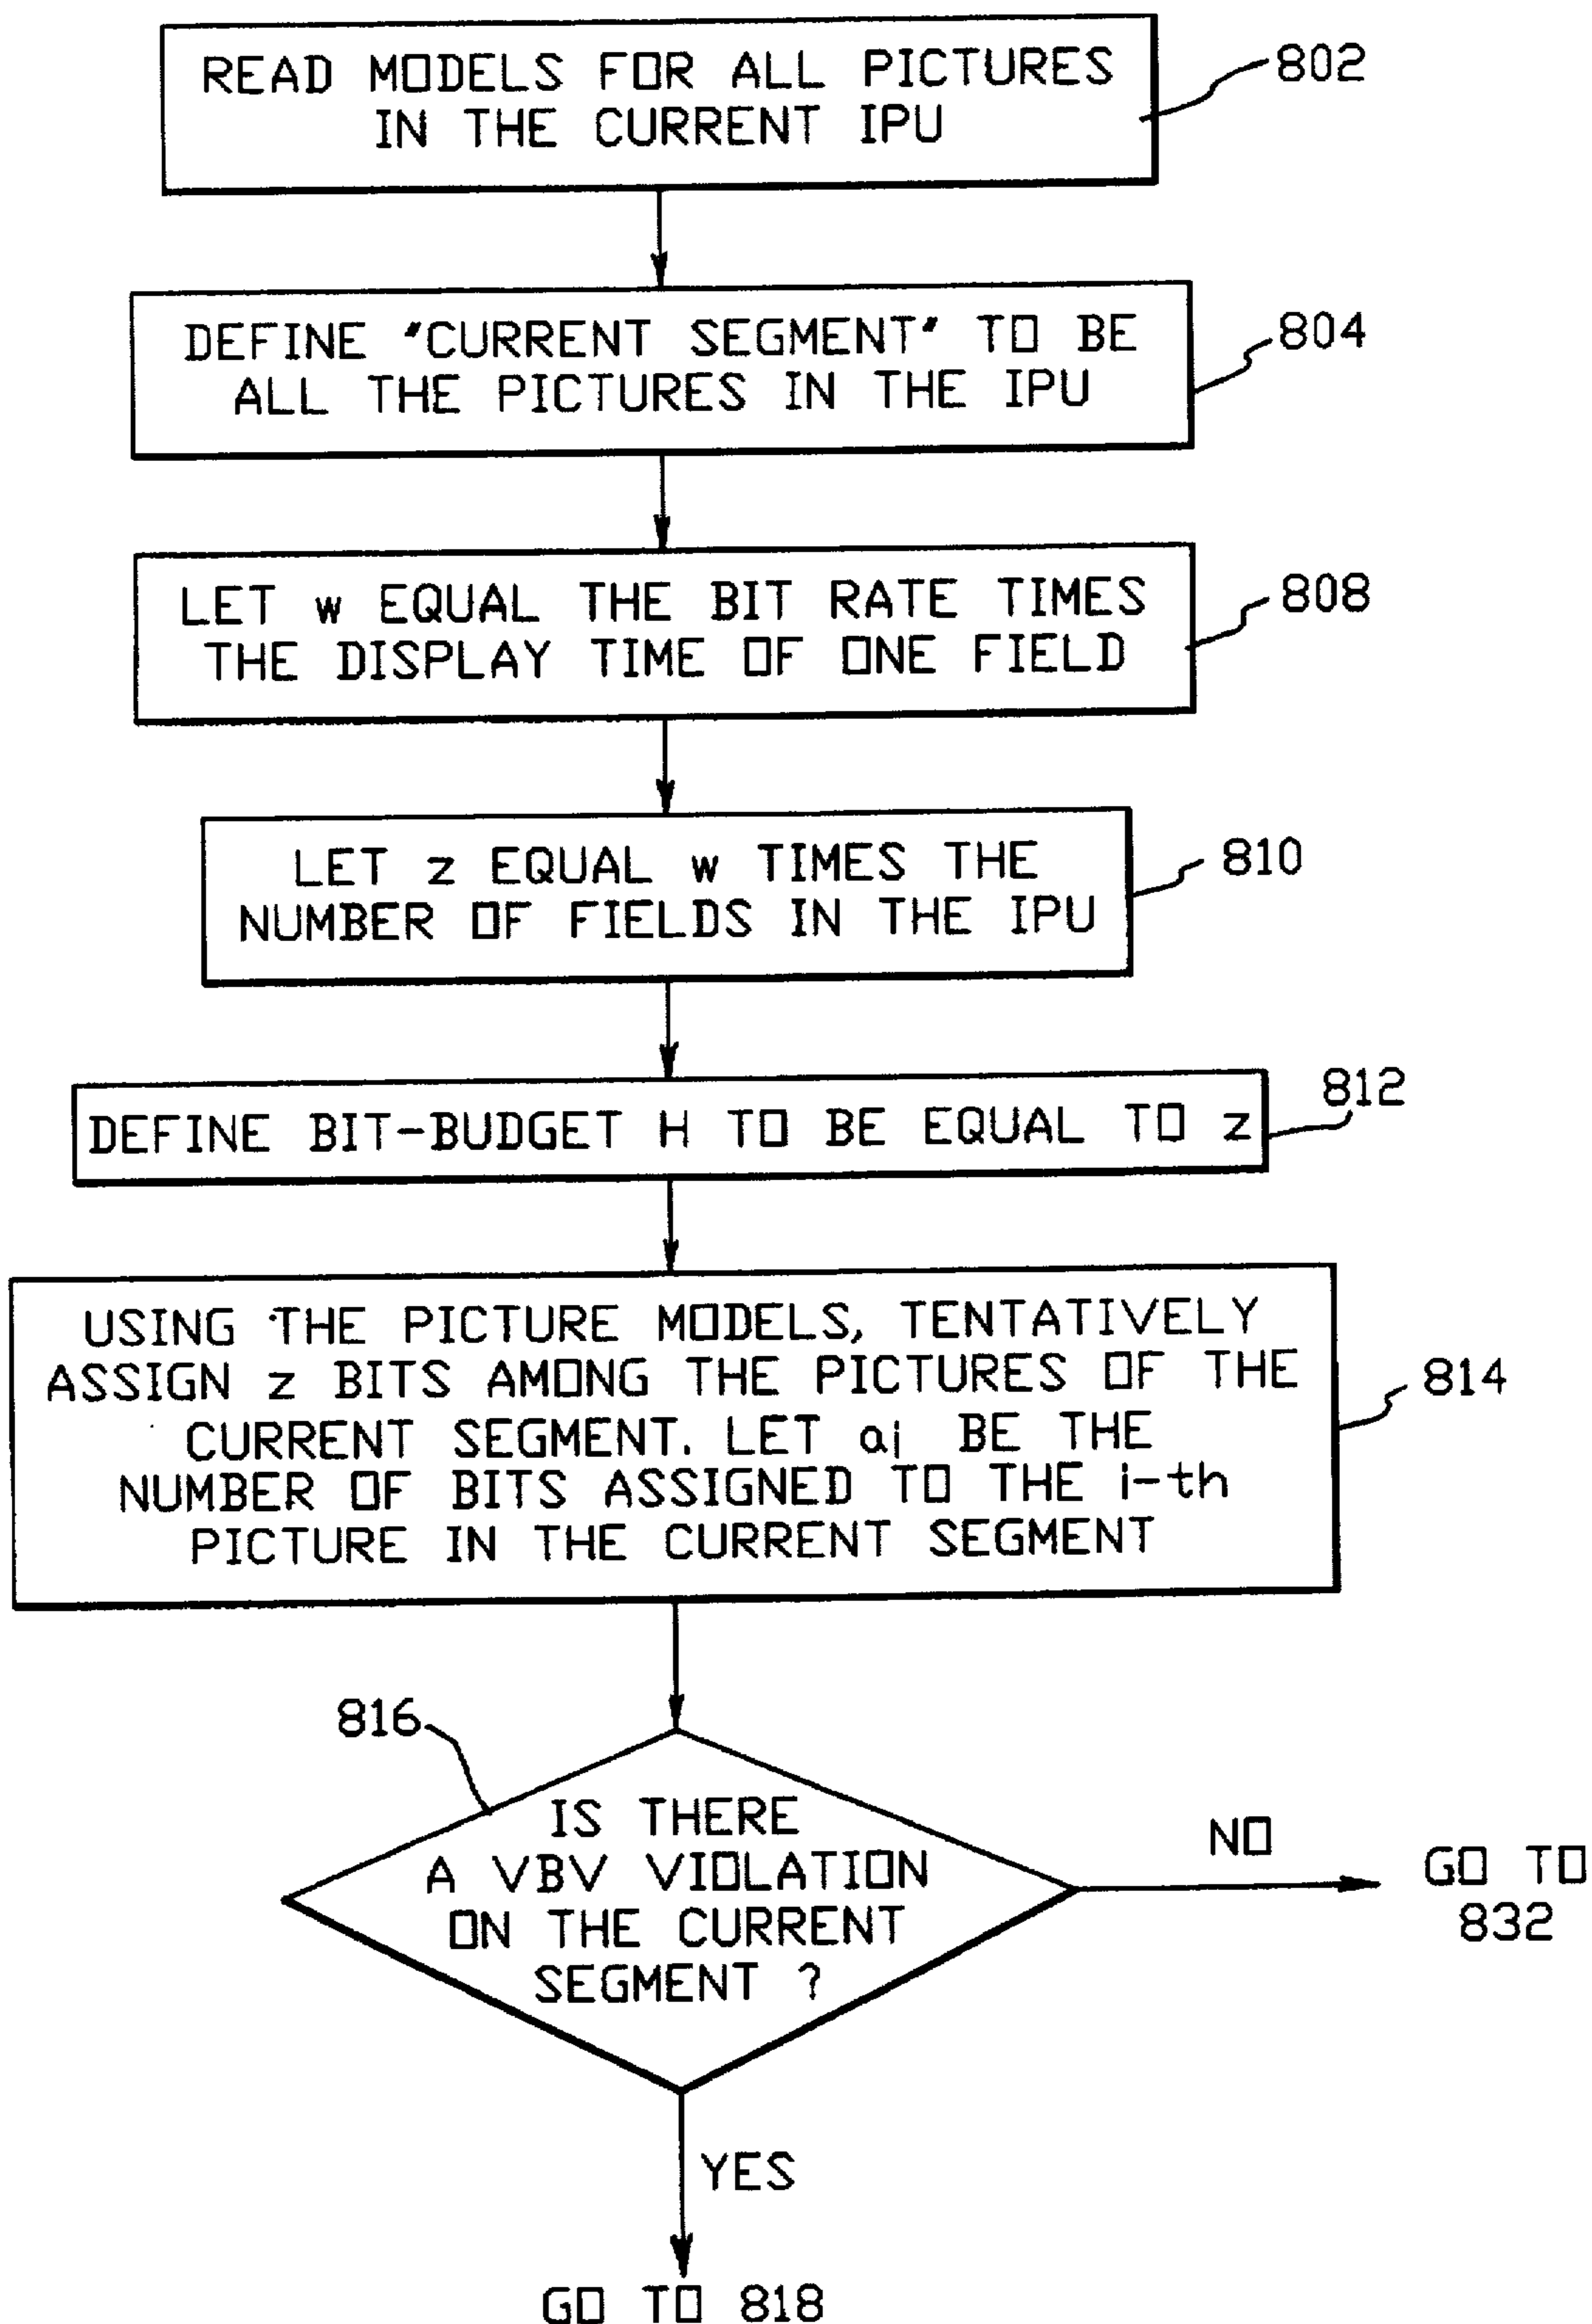 READ MODELS FOR ALL PICTURES
IN THE CURRENT IPU
802
DEFINE "CURRENT SEGMENT" TO BE
ALL THE PICTURES IN THE IPU
804
LET w EQUAL THE BIT RATE TIMES
THE DISPLAY TIME OF ONE FIELD
808
LET z EQUAL w TIMES THE
NUMBER OF FIELDS IN THE IPU
810
DEFINE BIT-BUDGET H TO BE EQUAL TO z
812
USING THE PICTURE MODELS, TENTATIVELY
ASSIGN z BITS AMONG THE PICTURES OF THE
CURRENT SEGMENT. LET ai BE THE
NUMBER OF BITS ASSIGNED TO THE i-th
PICTURE IN THE CURRENT SEGMENT
814
816
IS THERE
A VBV VIOLATION
ON THE CURRENT
SEGMENT ?
NO
GO TO
832
YES
GO TO 818